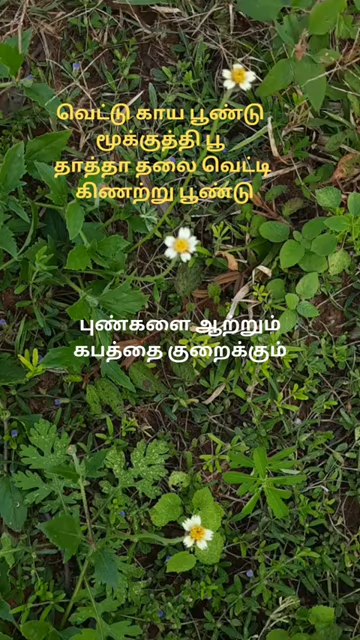 வெட்டு காய பூண்டு
மூக்குத்தி பூ
தாத்தா தலை வெட்டி
கிணற்று பூண்டு
புண்களை ஆற்றும்
கபத்தை குறைக்கும்